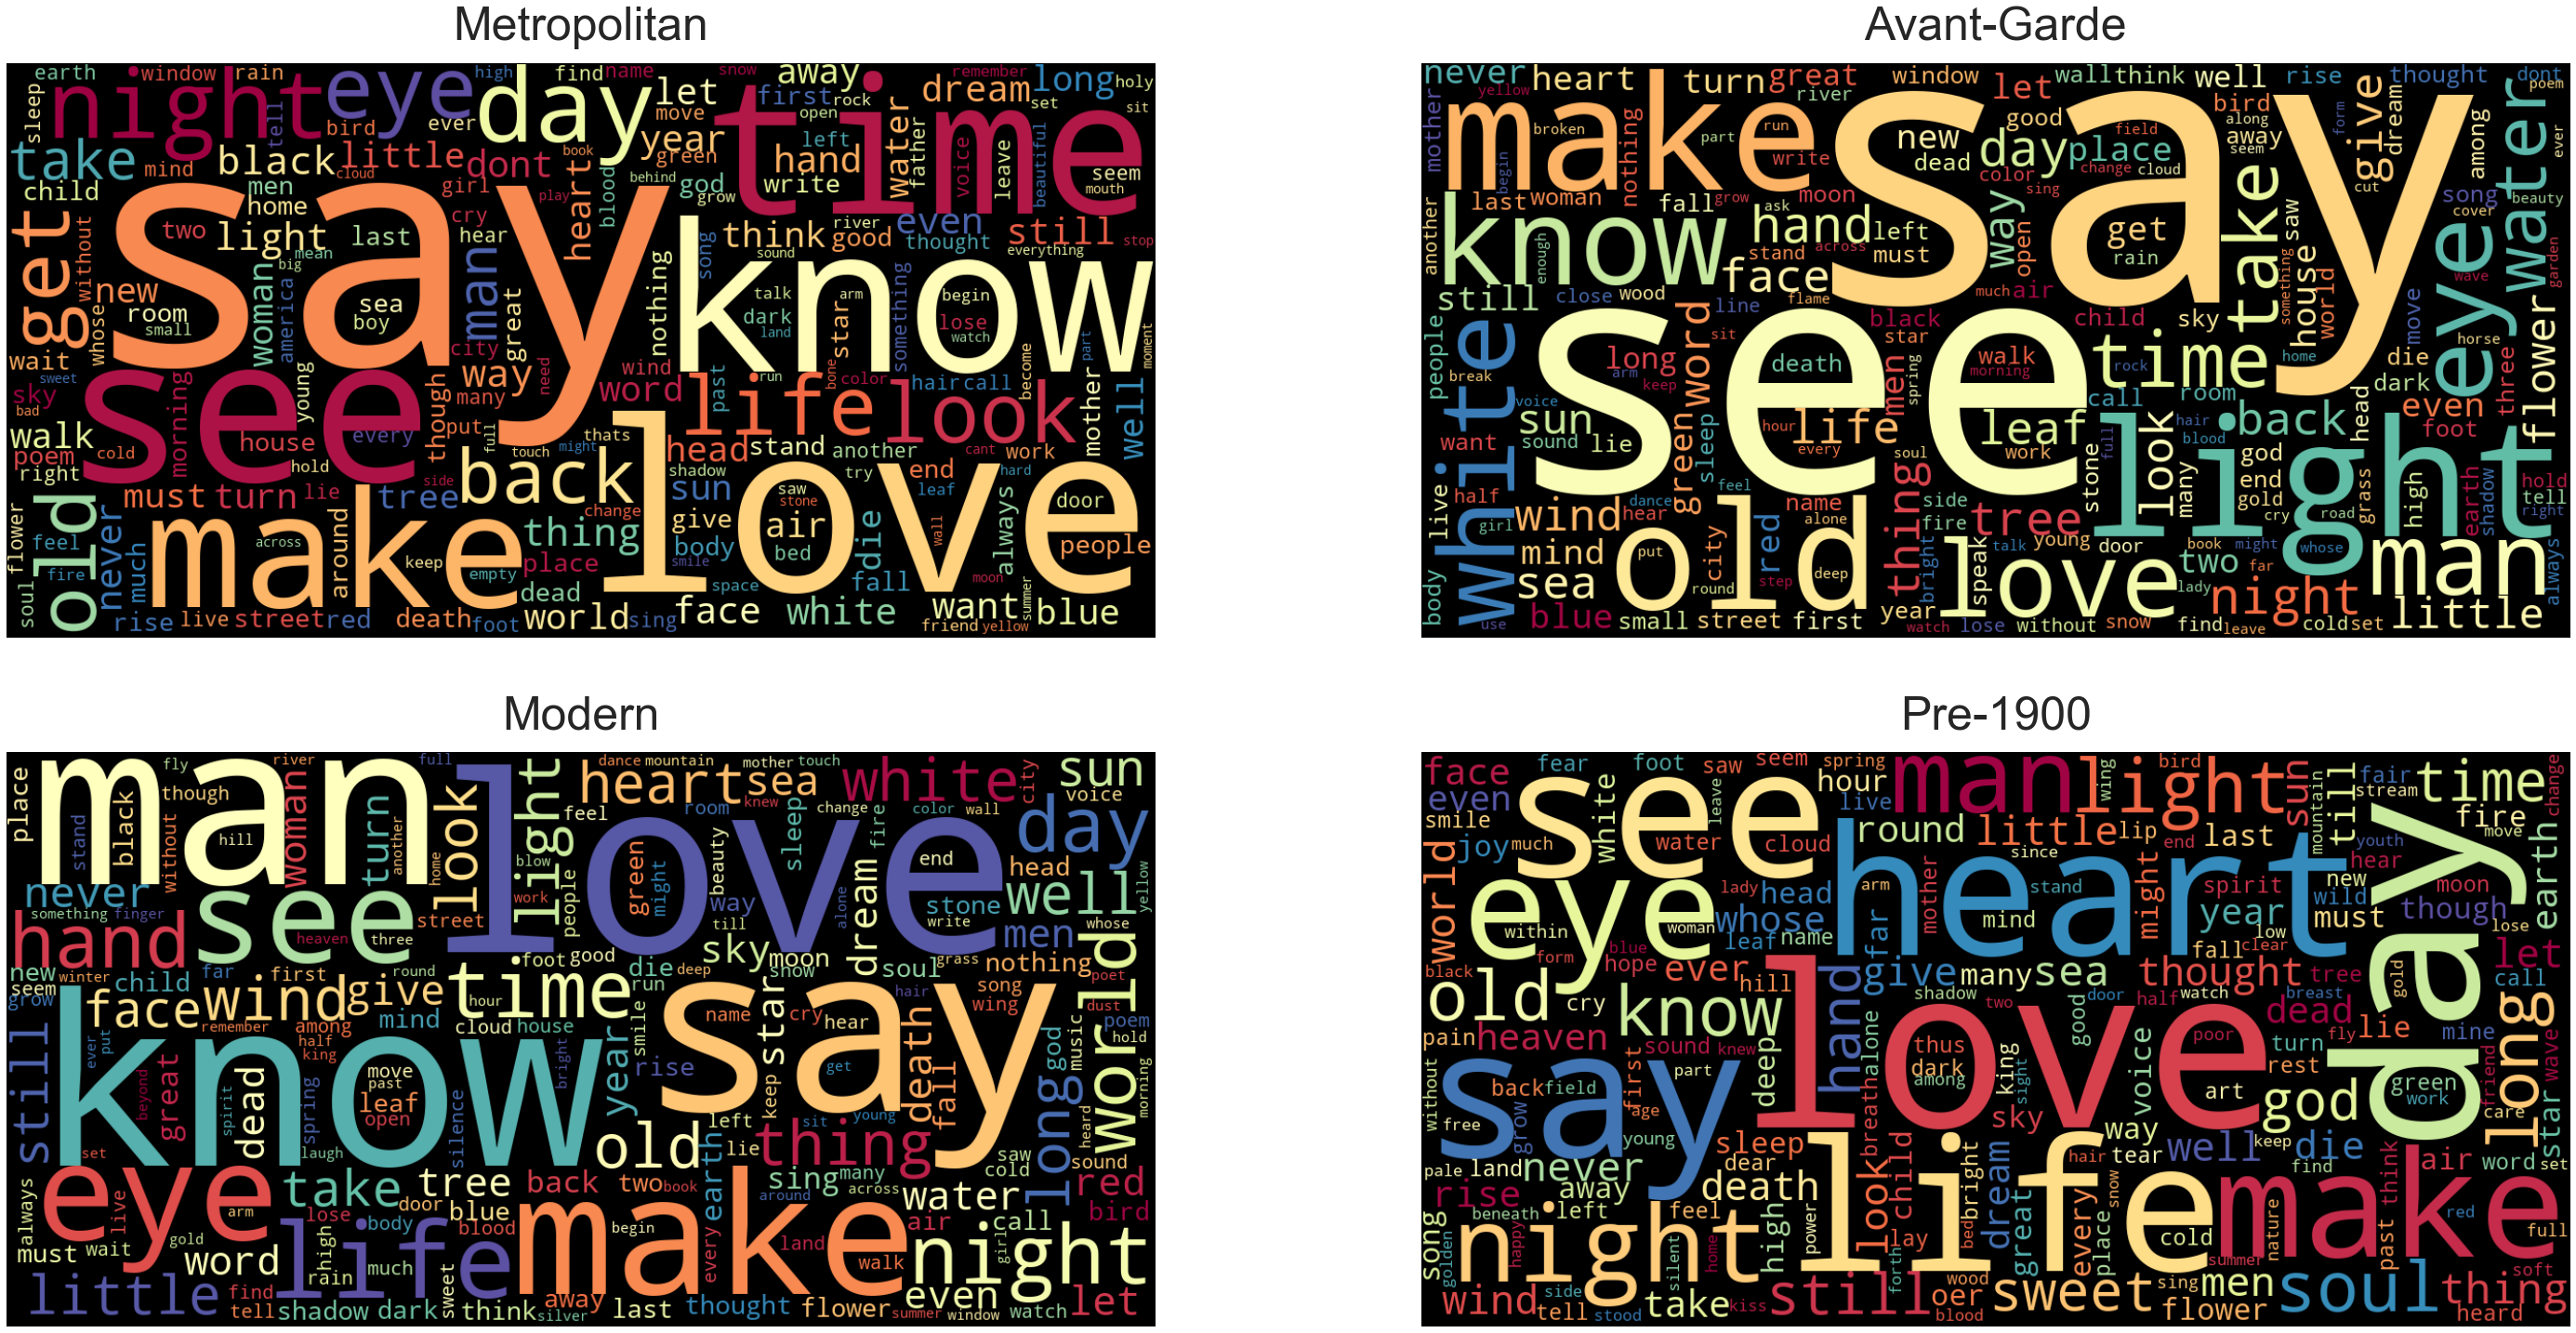 Metropolitan
earth window rain high find name snow away remember long holy
night eye day let first rock dream set sit
sleep tell bird ever move open time
take black little dont year left hand water father voice leave beautiful seem mouth
mind cloud book green write
child men girl behind god grow
home play blood heart
say
get without two light last cry hear river even still
mean man think good thought stop
woman big song sound everything
new sea nothing know
room boy america great talk arm begin something
small dark star lose
whose city land watch
wait see way wind become part moment
sweet young need word life run bone color hair call mother
sky morning many past look well
walk bad house every though put thats head stand another cant work
poem cold full touch might
right hold back shadow try end hard
side sun saw leaf
old must turn lie tree love door
flower never make thing change stone give air wall always
feel much around across keep body bed die people
fire empty place smile
soul dead space fall moon
rise live street red death foot world sing face white want friend yellow summer blue
Avant-Garde
never heart turn great window let wall think well rise thought dont
mother yellow river bird form poem
make say along give dream ever
broken part run new good field away among water
nothing write dead day place seem
color change cloud cut
last woman fall moon sing take song beauty
another begin grow ask way saw cover
know hand left open get house eye
enough stand across must rain world
face wave garden
still close wood line much air something move flower
people white flame black child sky
break long word sit star time home die horse
arm death walk rock dark three
voice keep men spring morning call room even
sun green life leaf look back head foot
want sound lie hour hair blood
sleep every work soul stone many full god light
half see thing side end high earth hold
live girl dance hear name gold grass shadow tell
wind feel fire tree cry road right
mind old red alone talk young door book might whose man
body put city bright speak love two far always
sea step deep lady
blue small street round first year night little
use watch lose without snow find leave cold set
Modern
place man fly river full dance mountain mother touch city sun
though light heart sea white voice
stand black woman turn look feel room knew change color wall
without hill another love day
home blow sleep fire end head
never see people green might beauty way dream stone well yellow
something finger street work write whose
hand heaven three till alone men
foot good sky moon grass nothing
new winter far first round die deep snow soul
seem child time run hair song poet
grow face wind give hour say wing world
still remember among mind cloud house smile name cry hear star dust
half king year death god poem
know great move get fall music hold
dead past bright rise keep long morning
beyond spirit spring leaf open silence left sit young
old lie thing heard
set laugh earth saw cold sound
eye take tree back two book sing many
always live arm door blue around across water red
lose body blood begin make air bird
must wait gold life every land call girl
word high rain much walk night
little find sweet away even let
tell shadow dark think silver last thought flower summer window watch
Pre-1900
face fear foot saw seem spring man light bird wing sun till fair time change
even see hour live stream
smile white leave round little lip last mountain fire move
world joy much water cloud heart end youth earth
since hear day
eye lady head arm mother stand might spirit new moon
whose mind year wild must though
within woman far fall low clear lose
old black form blue leaf name hope ever hill give many sea thought tree let
cry know hand shadow two door half watch breast gold call
pain heaven sound knew love good dead fly lie mine long
say deep alone thus dark poor voice turn star
without back field part first breath among king sight art rest god green work friend care wave
free grow age sky
young sleep way well die keep
pale land never dear look child tear hair air word set
rise away death bright life every find make think
song beneath left feel high dream great place snow cold past red full
golden happy night silent home power lay bed summer nature
side forth wood sweet sing men soul soft
wind tell stood take kiss still oer flower thing
blood heard